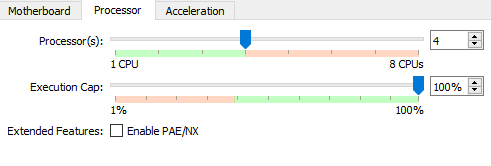 Motherboard Processor Acceleration
Processor(s): 4
1 CPU 8 CPUs
Execution Cap: 100%
1% 100%
Extended Features: Enable PAE/NX